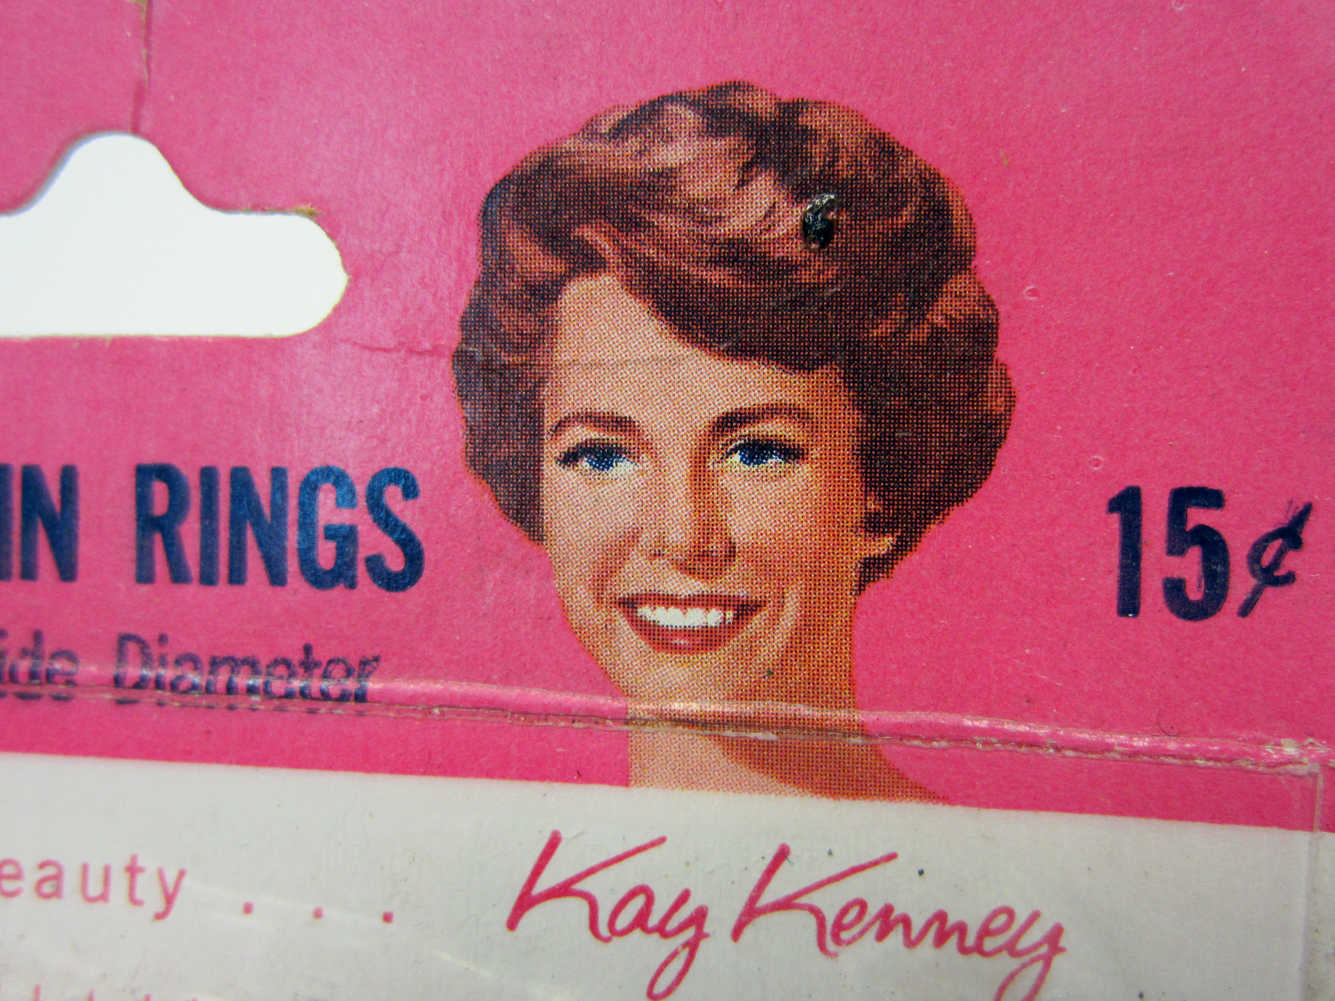 IN RINGS 15¢
ide Diameter
eauty . . . Kay Kenney